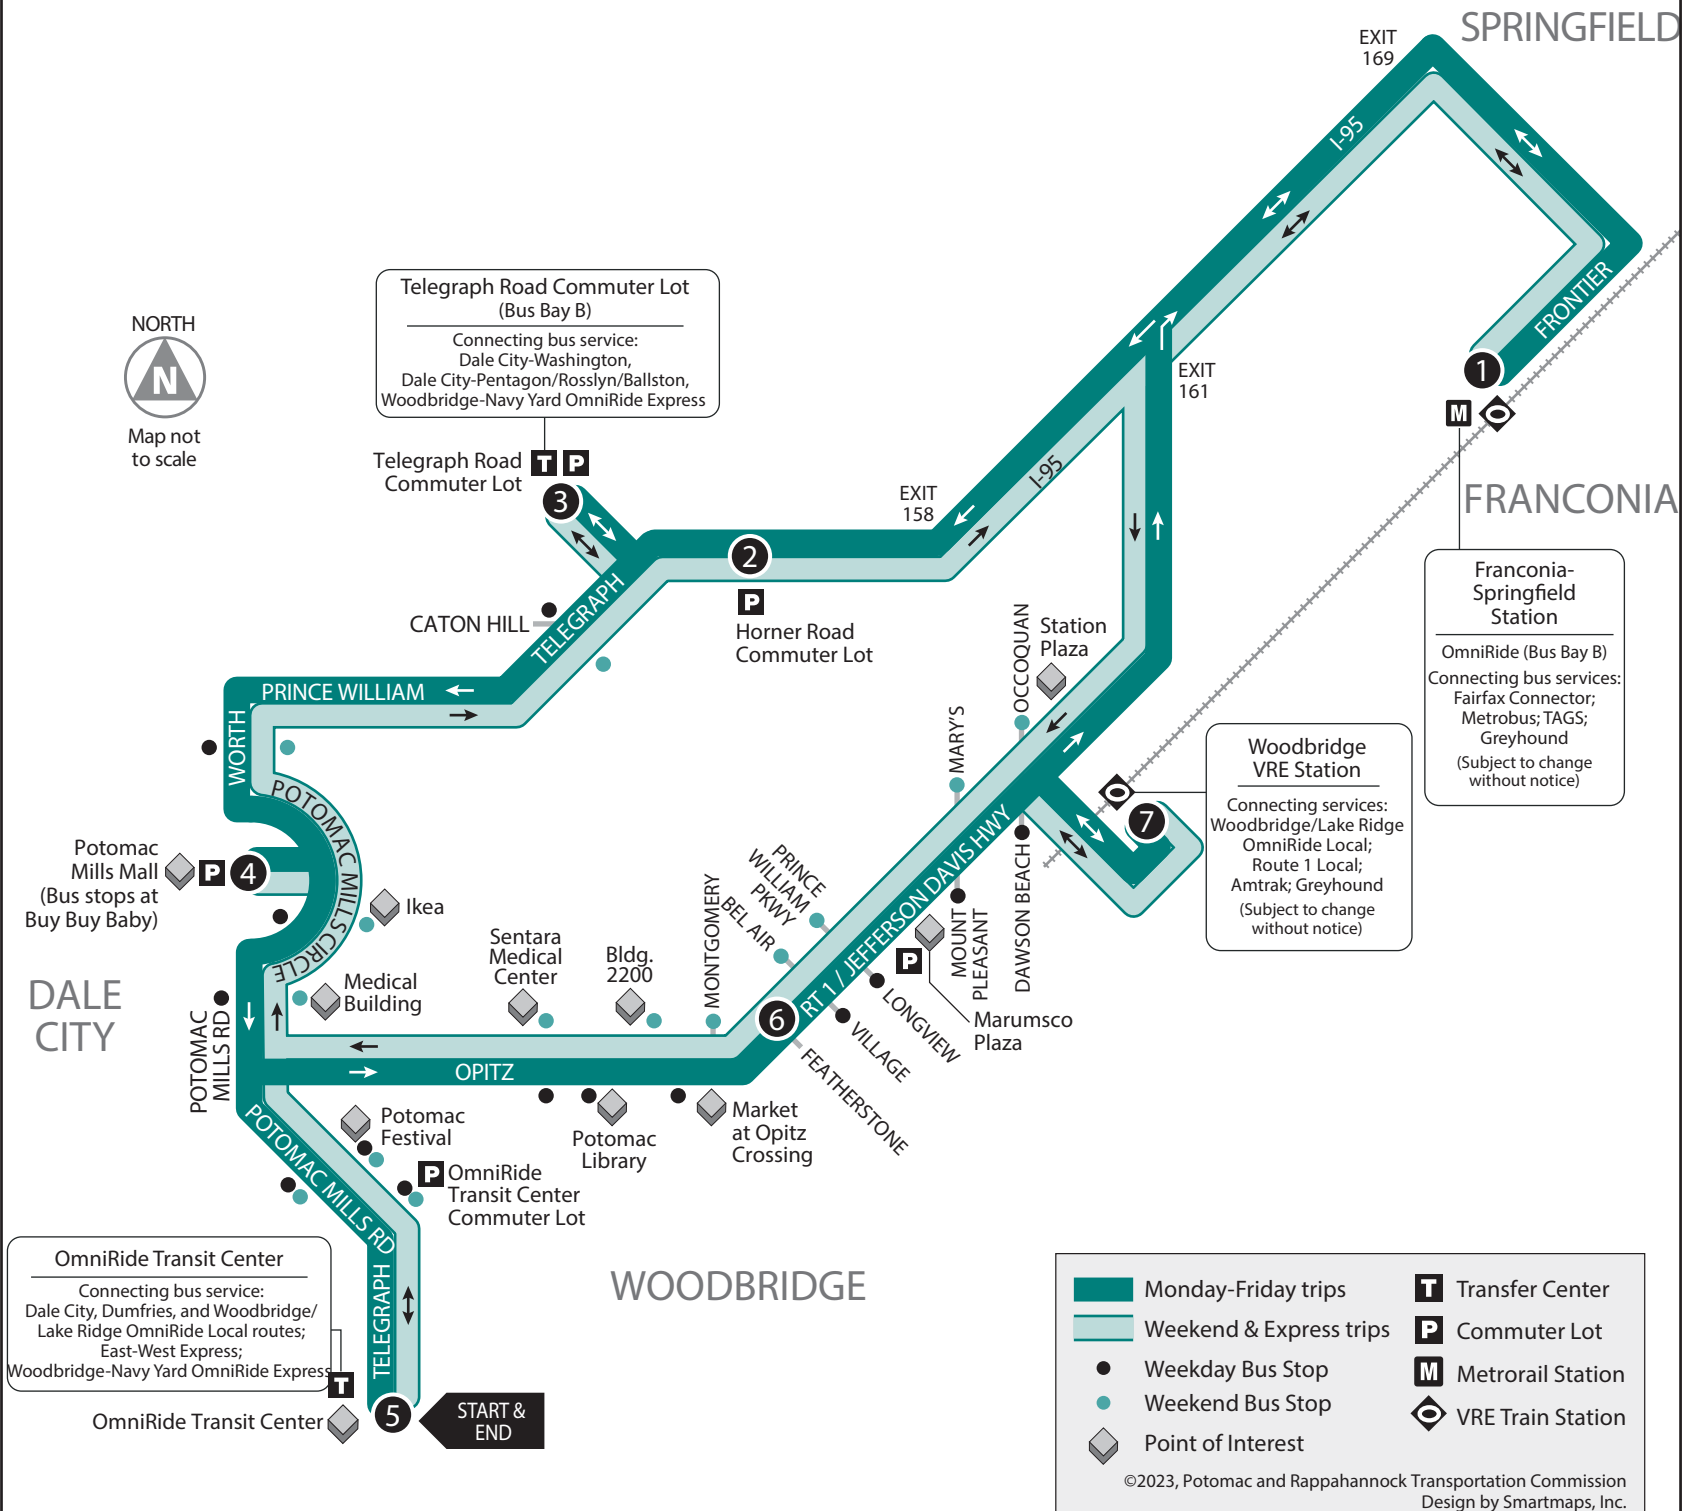 SPRINGFIELD
EXIT
169
I-95
FRONTIER
1
M
EXIT
161
FRANCONIA
Franconia-
Springfield
Station
OmniRide (Bus Bay B)
Connecting bus services:
Fairfax Connector;
Metrobus; TAGS;
Greyhound
(Subject to change
without notice)
Telegraph Road Commuter Lot
(Bus Bay B)
Connecting bus service:
Dale City-Washington,
Dale City-Pentagon/Rosslyn/Ballston,
Woodbridge-Navy Yard OmniRide Express
NORTH
N
Map not
to scale
Telegraph Road
Commuter Lot
T P
3
EXIT
158
I-95
2
P
Horner Road
Commuter Lot
CATON HILL
TELEGRAPH
PRINCE WILLIAM
WORTH
POTOMAC MILLS CIRCLE
Potomac
Mills Mall
(Bus stops at
Buy Buy Baby)
P
4
Ikea
Medical
Building
DALE
CITY
POTOMAC
MILLS RD
Sentara
Medical
Center
Bldg.
2200
MONTGOMERY
BEL AIR
PRINCE
WILLIAM
PKWY
MARY'S
OCCOQUAN
Station
Plaza
RT 1 / JEFFERSON DAVIS HWY
6
7
Woodbridge
VRE Station
Connecting services:
Woodbridge/Lake Ridge
OmniRide Local;
Route 1 Local;
Amtrak; Greyhound
(Subject to change
without notice)
DAWSON BEACH
MOUNT
PLEASANT
P
Marumsco
Plaza
LONGVIEW
VILLAGE
FEATHERSTONE
OPITZ
Potomac
Library
Market
at Opitz
Crossing
Potomac
Festival
P
OmniRide
Transit Center
Commuter Lot
POTOMAC MILLS RD
TELEGRAPH
OmniRide Transit Center
Connecting bus service:
Dale City, Dumfries, and Woodbridge/
Lake Ridge OmniRide Local routes;
East-West Express;
Woodbridge-Navy Yard OmniRide Express
T
OmniRide Transit Center
5
START &
END
WOODBRIDGE
Monday-Friday trips
Weekend & Express trips
Weekday Bus Stop
Weekend Bus Stop
Point of Interest
T Transfer Center
P Commuter Lot
M Metrorail Station
VRE Train Station
©2023, Potomac and Rappahannock Transportation Commission
Design by Smartmaps, Inc.